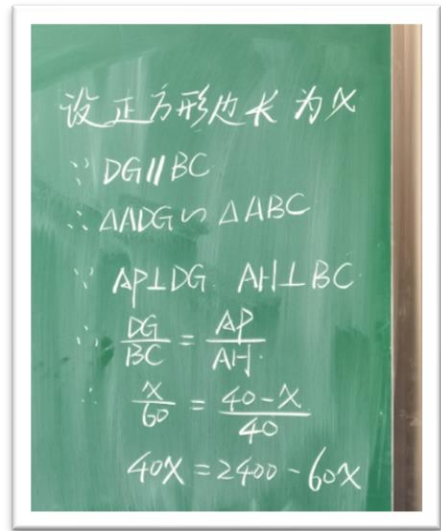 设正方形边长为x
∵DG∥BC
∴△ADG∽△ABC
∵AP⊥DG AH⊥BC
∴DG/BC=AP/AH
x/60=40-x/40
40x=2400-60x